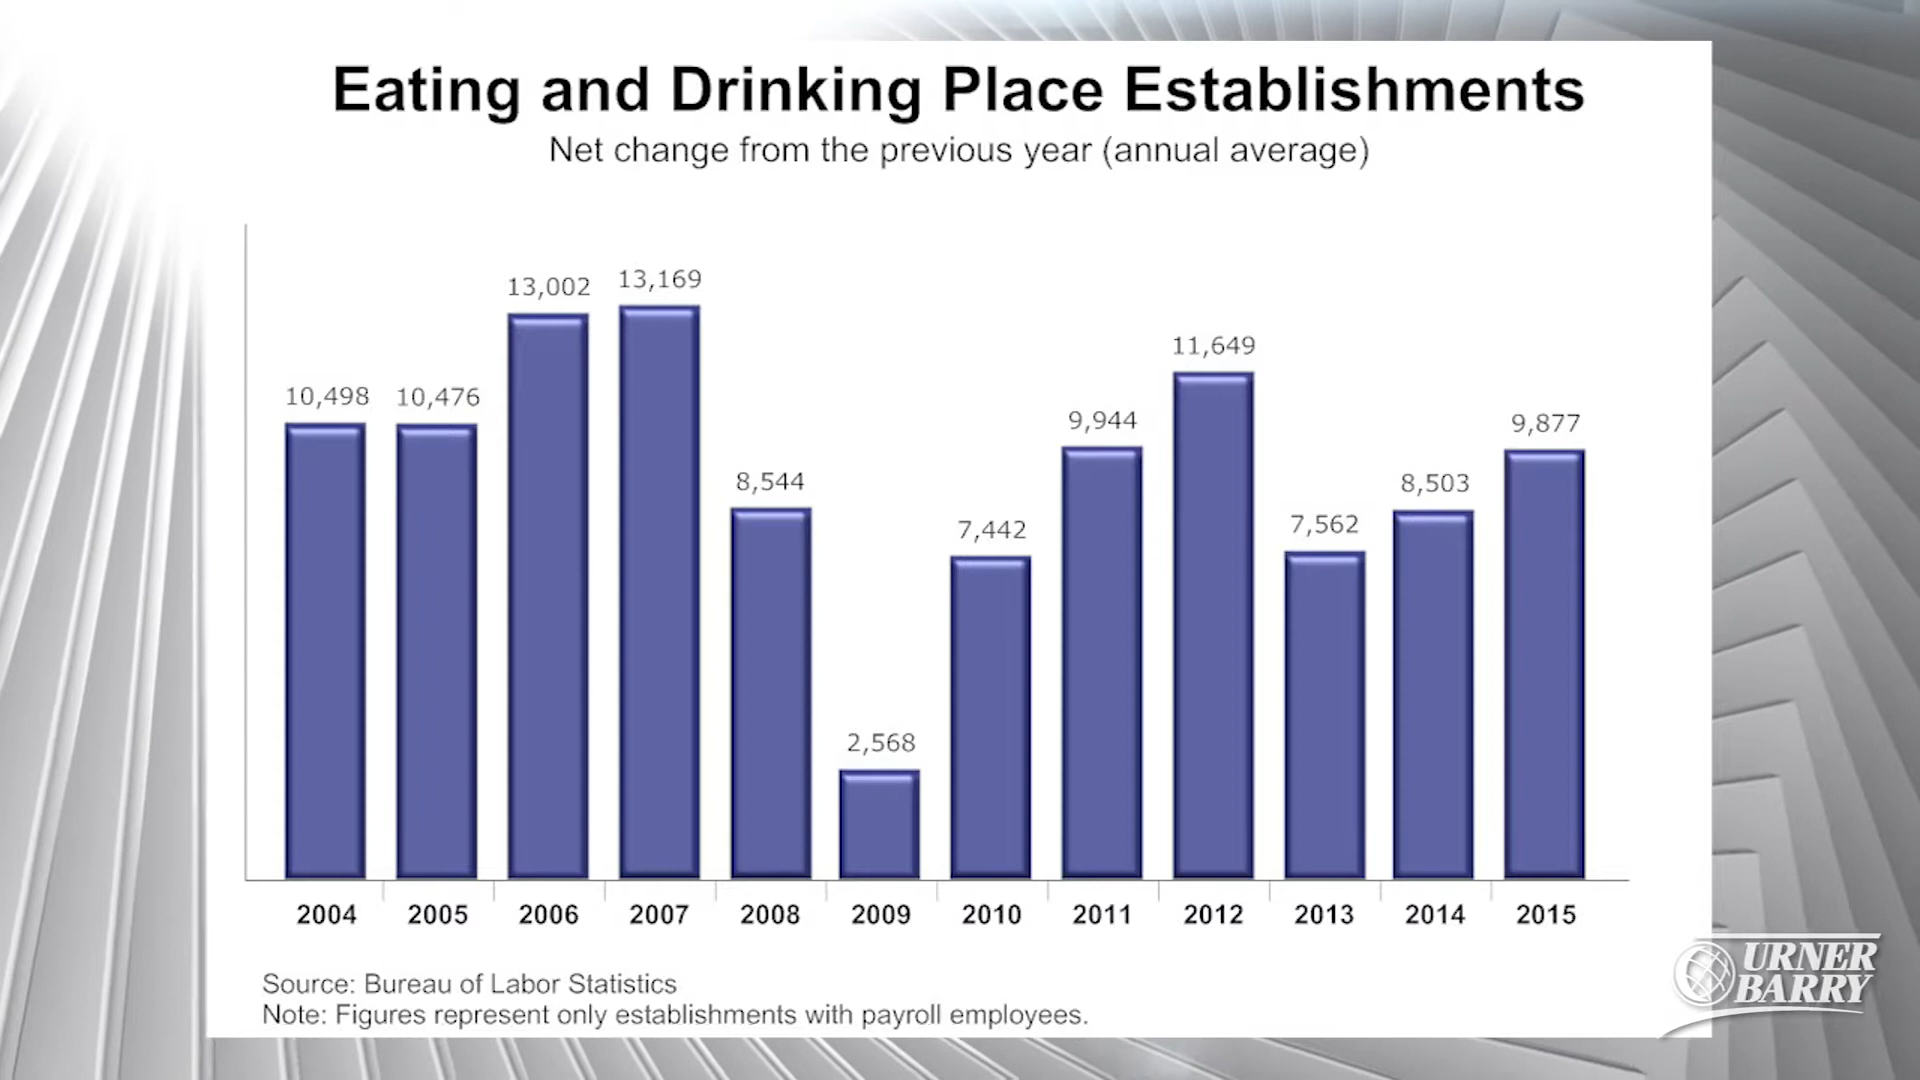 Eating and Drinking Place Establishments
Net change from the previous year (annual average)
10,498
10,476
13,002
13,169
8,544
2,568
7,442
9,944
11,649
7,562
8,503
9,877
2004 2005 2006 2007 2008 2009 2010 2011 2012 2013 2014 2015
Source: Bureau of Labor Statistics
Note: Figures represent only establishments with payroll employees.
URNER
BARRY